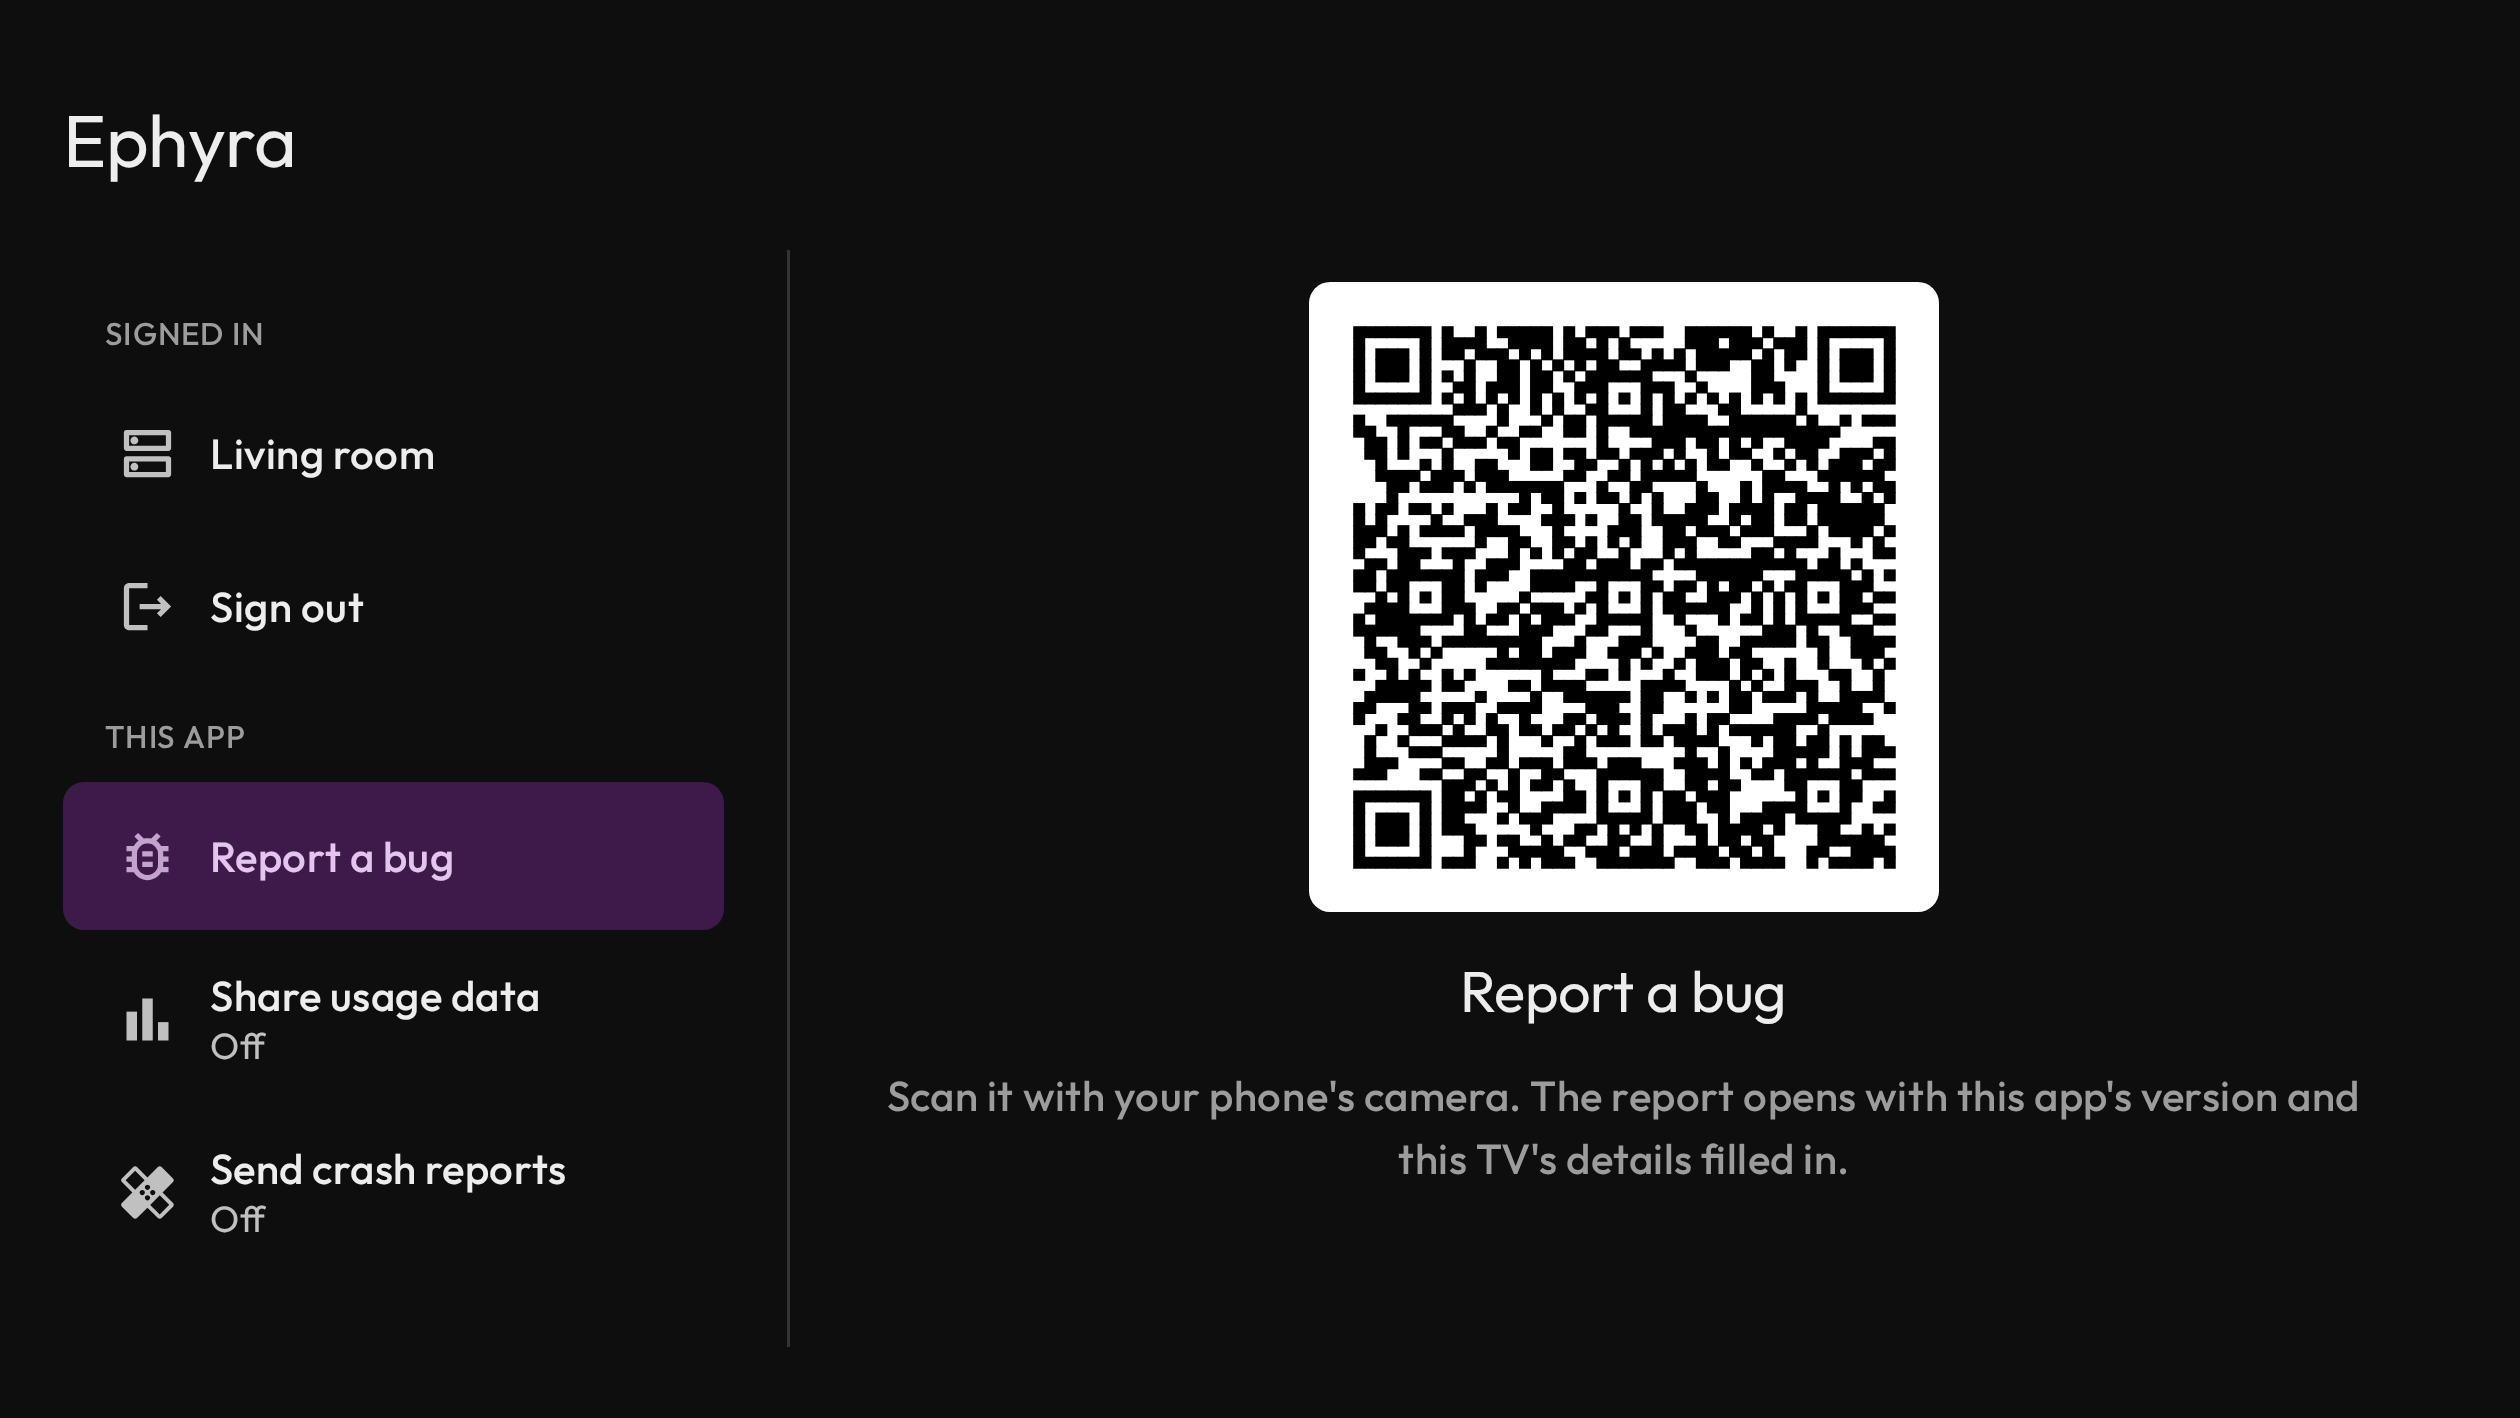 Ephyra
SIGNED IN
Living room
Sign out
THIS APP
Report a bug
Share usage data
Off
Send crash reports
Off
Report a bug
Scan it with your phone's camera. The report opens with this app's version and
this TV's details filled in.